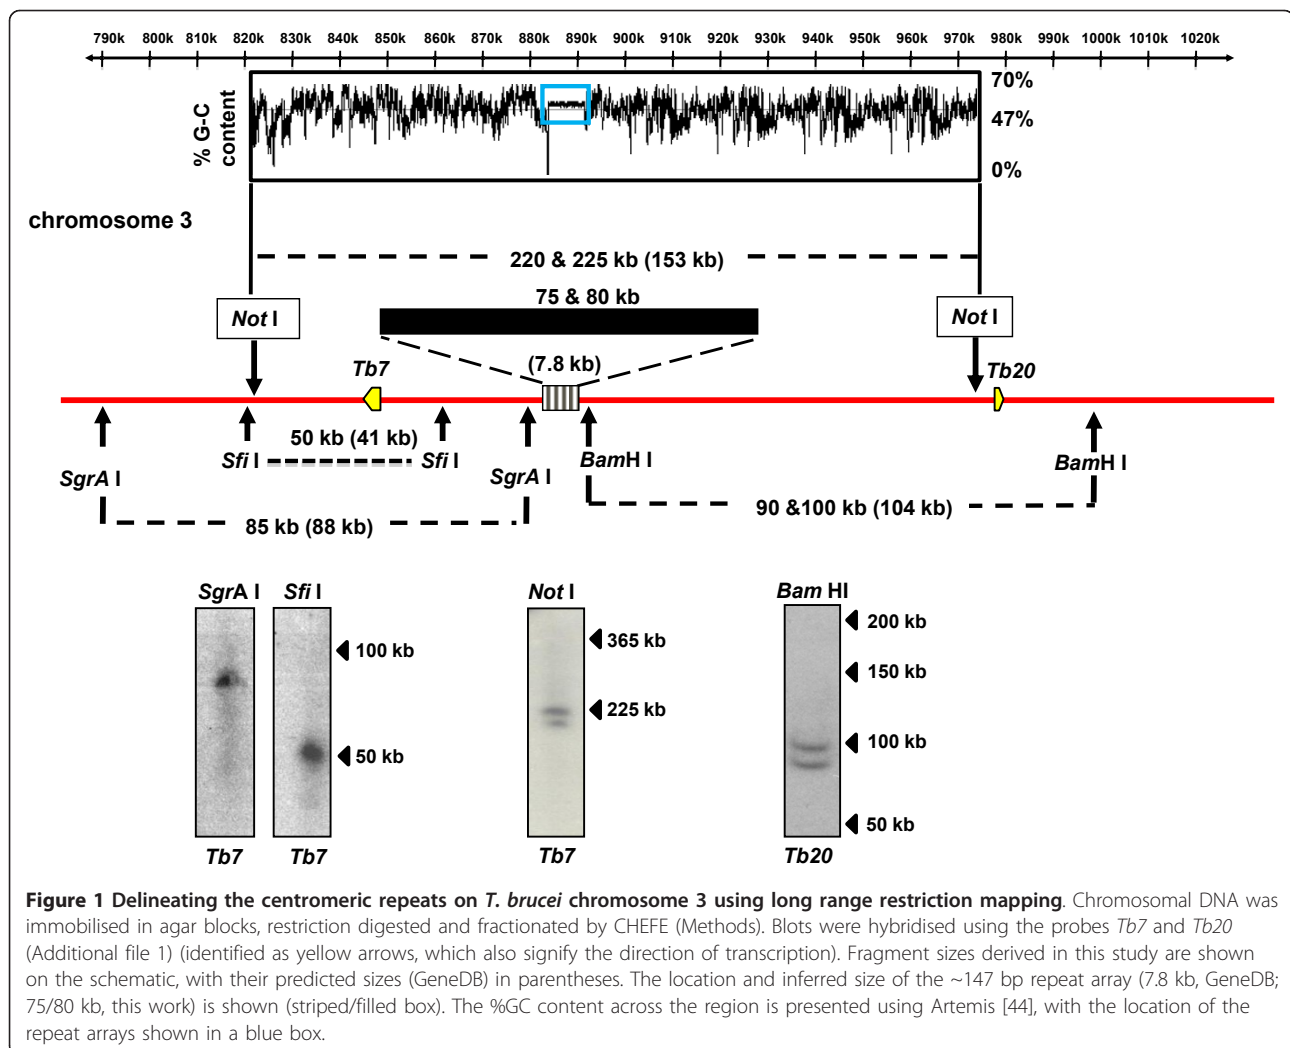 790k 800k 810k 820k 830k 840k 850k 860k 870k 880k 890k 900k 910k 920k 930k 940k 950k 960k 970k 980k 990k 1000k 1010k 1020k
% G-C content
70%
47%
0%
chromosome 3
220 & 225 kb (153 kb)
75 & 80 kb
Not I
Not I
(7.8 kb)
Tb7
Tb20
50 kb (41 kb)
Sfi I
Sfi I
BamH I
BamH I
SgrA I
SgrA I
85 kb (88 kb)
90 &100 kb (104 kb)
SgrA I
Sfi I
Not I
Bam HI
100 kb
50 kb
365 kb
225 kb
200 kb
150 kb
100 kb
50 kb
Tb7
Tb7
Tb7
Tb20
Figure 1 Delineating the centromeric repeats on T. brucei chromosome 3 using long range restriction mapping. Chromosomal DNA was
immobilised in agar blocks, restriction digested and fractionated by CHEFE (Methods). Blots were hybridised using the probes Tb7 and Tb20
(Additional file 1) (identified as yellow arrows, which also signify the direction of transcription). Fragment sizes derived in this study are shown
on the schematic, with their predicted sizes (GeneDB) in parentheses. The location and inferred size of the ~147 bp repeat array (7.8 kb, GeneDB;
75/80 kb, this work) is shown (striped/filled box). The %GC content across the region is presented using Artemis [44], with the location of the
repeat arrays shown in a blue box.